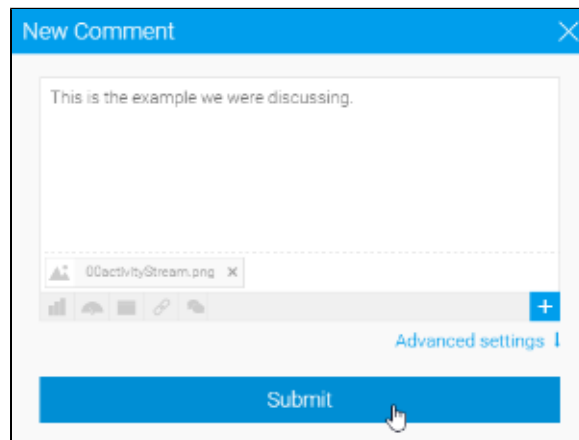 New Comment
This is the example we were discussing.
00activityStream.png
Advanced settings
Submit